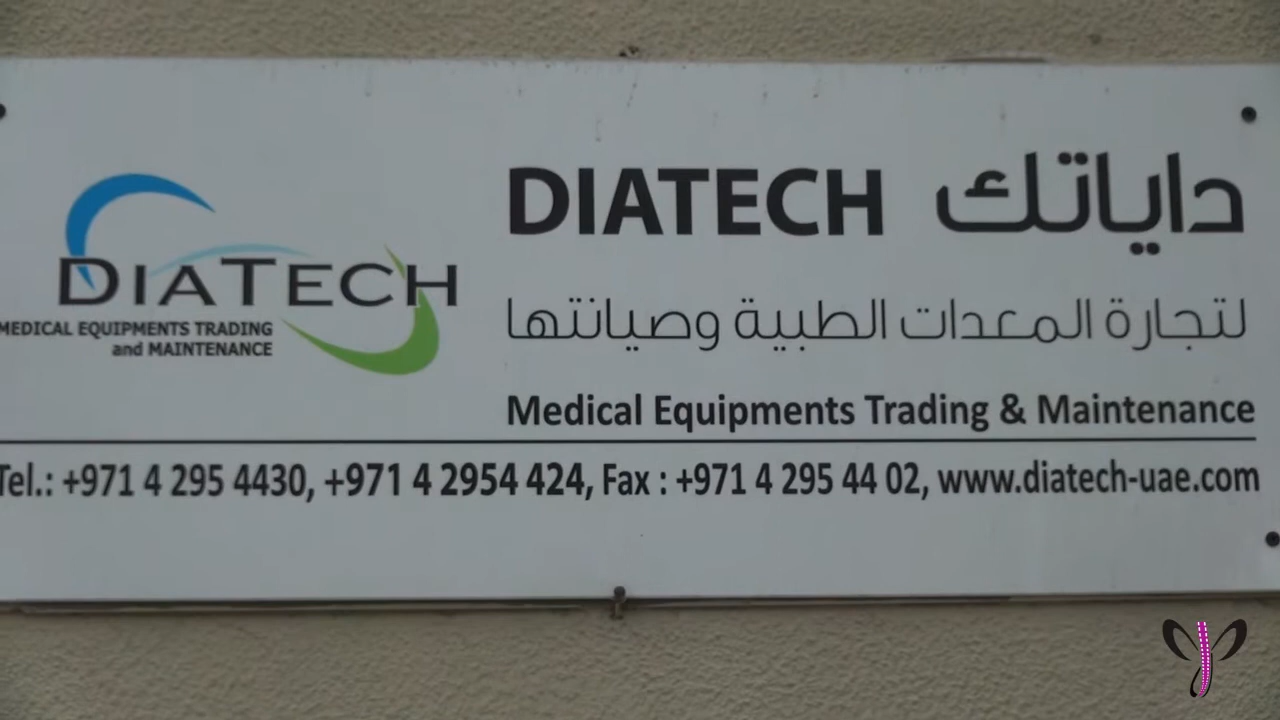 DIATECH
MEDICAL EQUIPMENTS TRADING
and MAINTENANCE
DIATECH داياتك
لتجارة المعدات الطبية وصيانتها
Medical Equipments Trading & Maintenance
Tel.: +971 4 295 4430, +971 4 2954 424, Fax : +971 4 295 44 02, www.diatech-uae.com